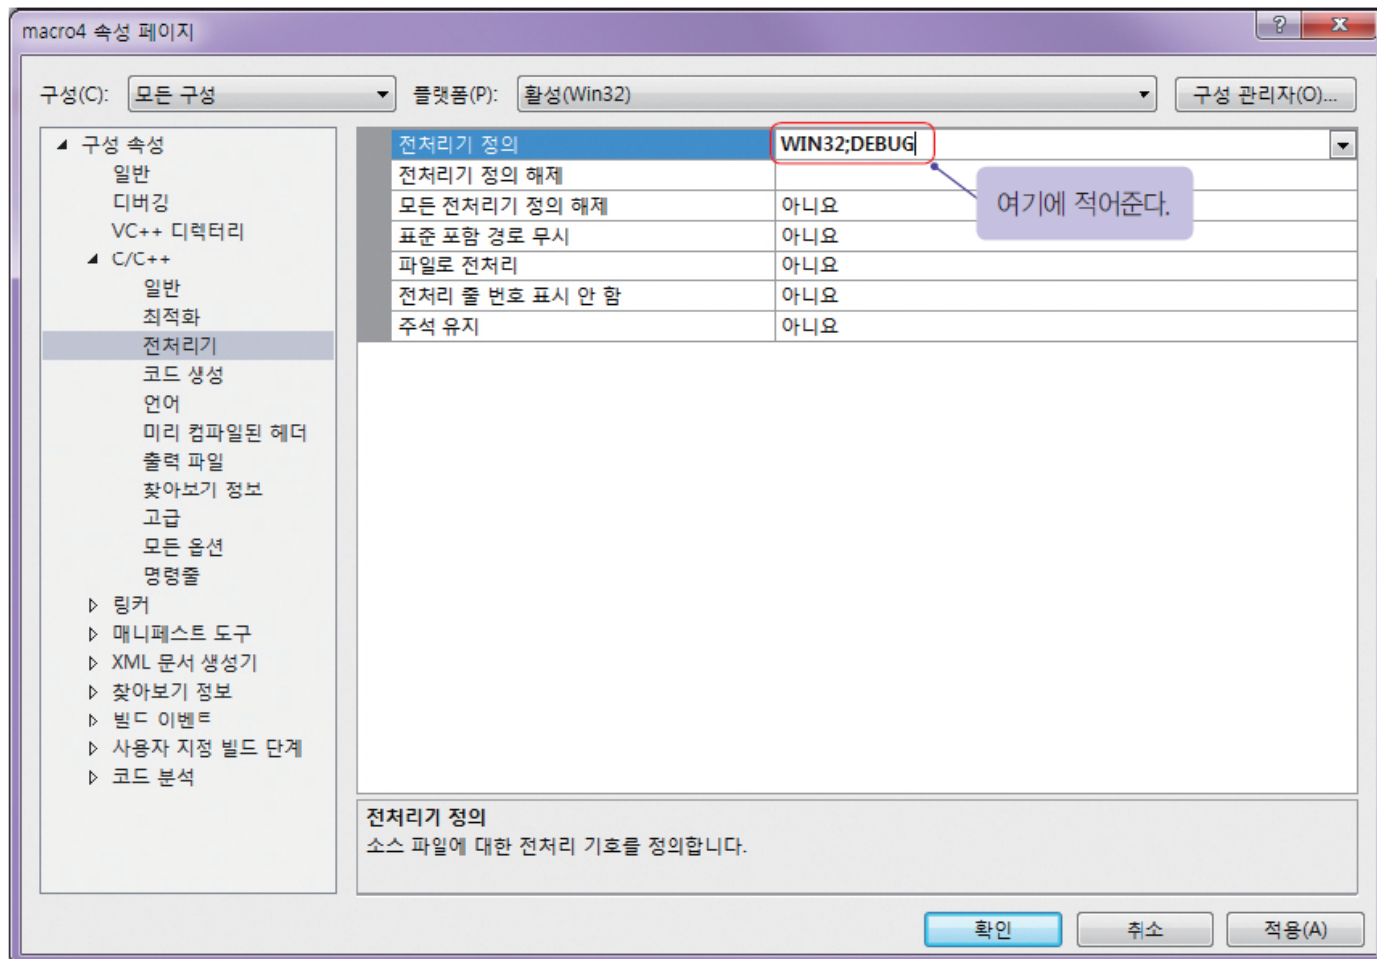 macro4 속성 페이지
구성(C): 모든 구성 플랫폼(P): 활성(Win32) 구성 관리자(O)...
구성 속성
일반
디버깅
VC++ 디렉터리
C/C++
일반
최적화
전처리기
코드 생성
언어
미리 컴파일된 헤더
출력 파일
찾아보기 정보
고급
모든 옵션
명령줄
링커
매니페스트 도구
XML 문서 생성기
찾아보기 정보
빌드 이벤트
사용자 지정 빌드 단계
코드 분석
전처리기 정의 WIN32;DEBUG
전처리기 정의 해제
모든 전처리기 정의 해제 아니요
표준 포함 경로 무시 아니요
파일로 전처리 아니요
전처리 줄 번호 표시 안 함 아니요
주석 유지 아니요
여기에 적어준다.
전처리기 정의
소스 파일에 대한 전처리 기호를 정의합니다.
확인 취소 적용(A)